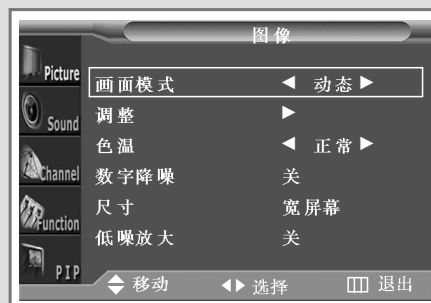 图像
Picture
Sound
Channel
Function
PIP
画面模式 ◀ 动态 ▶
调整 ▶
色温 ◀ 正常 ▶
数字降噪 关
尺寸 宽屏幕
低噪放大 关
移动 选择 退出